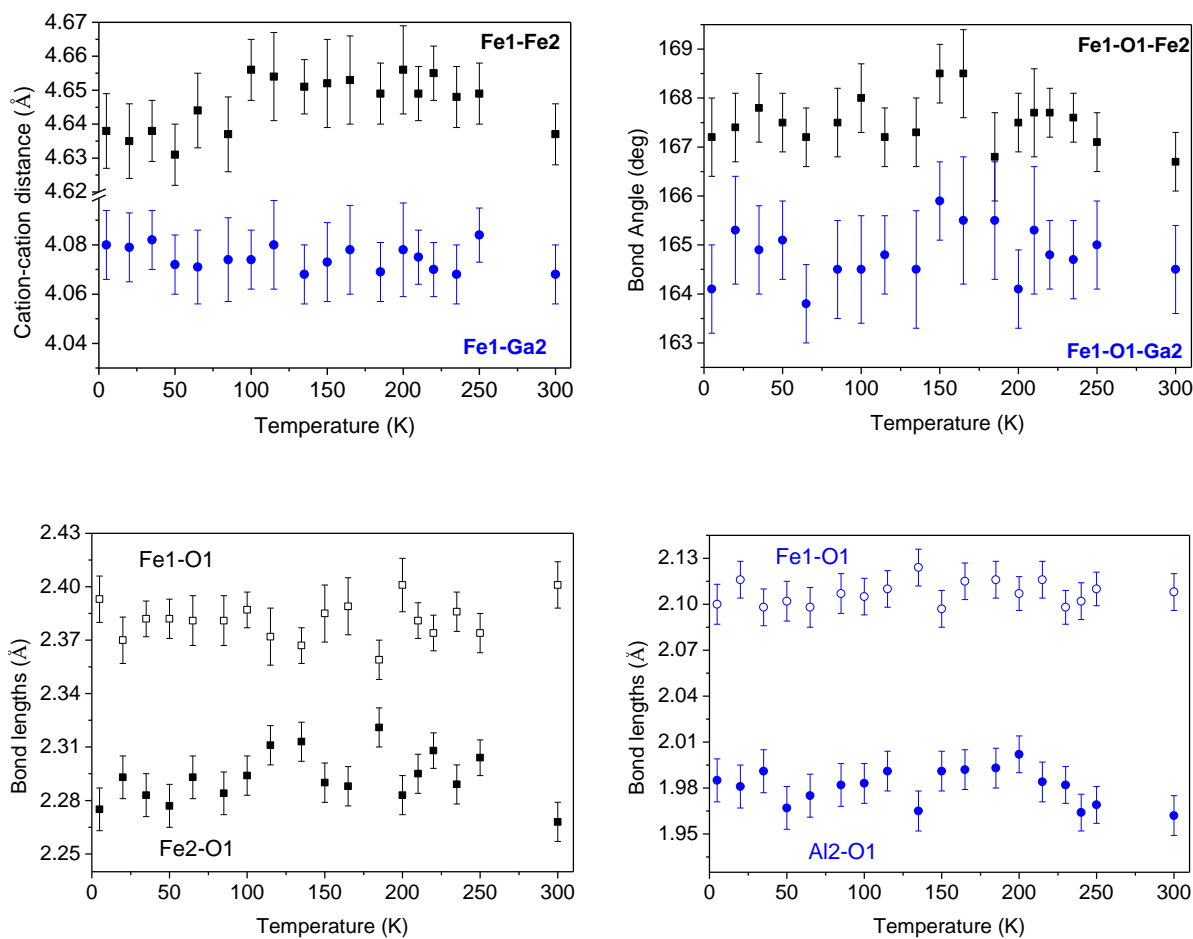 4.67
4.66
4.65
4.64
4.63
4.62
4.08
4.06
4.04
Cation-cation distance (Å)
Fe1-Fe2
Fe1-Ga2
0 50 100 150 200 250 300
Temperature (K)
169
168
167
166
165
164
163
Bond Angle (deg)
Fe1-O1-Fe2
Fe1-O1-Ga2
0 50 100 150 200 250 300
Temperature (K)
2.43
2.40
2.37
2.34
2.31
2.28
2.25
Bond lengths (Å)
Fe1-O1
Fe2-O1
0 50 100 150 200 250 300
Temperature (K)
2.13
2.10
2.07
2.04
2.01
1.98
1.95
Bond lengths (Å)
Fe1-O1
Al2-O1
0 50 100 150 200 250 300
Temperature (K)